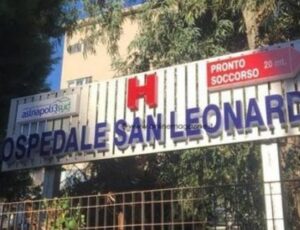 aslnapoli3sud
H
PRONTO
SOCCORSO 20 mt.
OSPEDALE SAN LEONARD